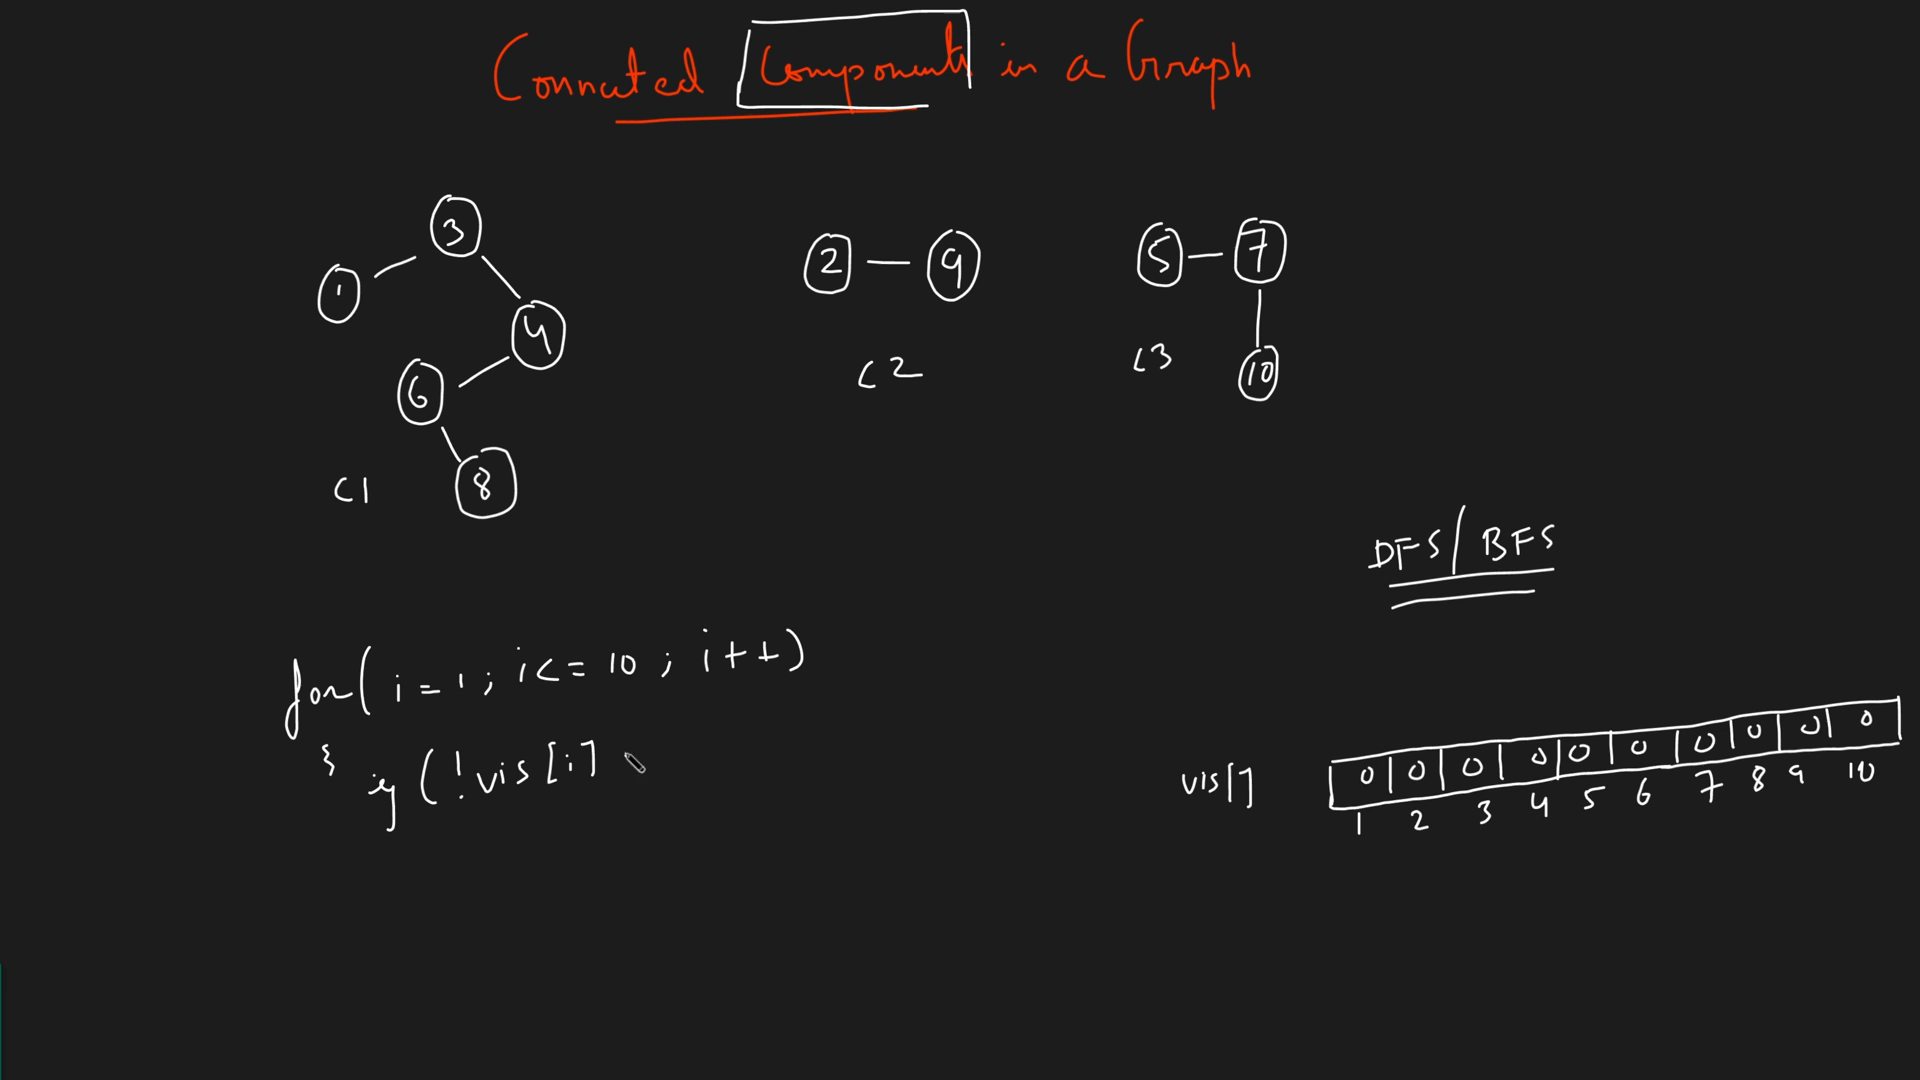 Connected Components in a Graph
3
1
4
6
8
C1
2 — 9
C2
5 — 7
10
C3
DFS/BFS
for(i=1; i<=10; i++)
{
if(!vis[i]
vis[]
0 0 0 0 0 0 0 0 0 0
1 2 3 4 5 6 7 8 9 10